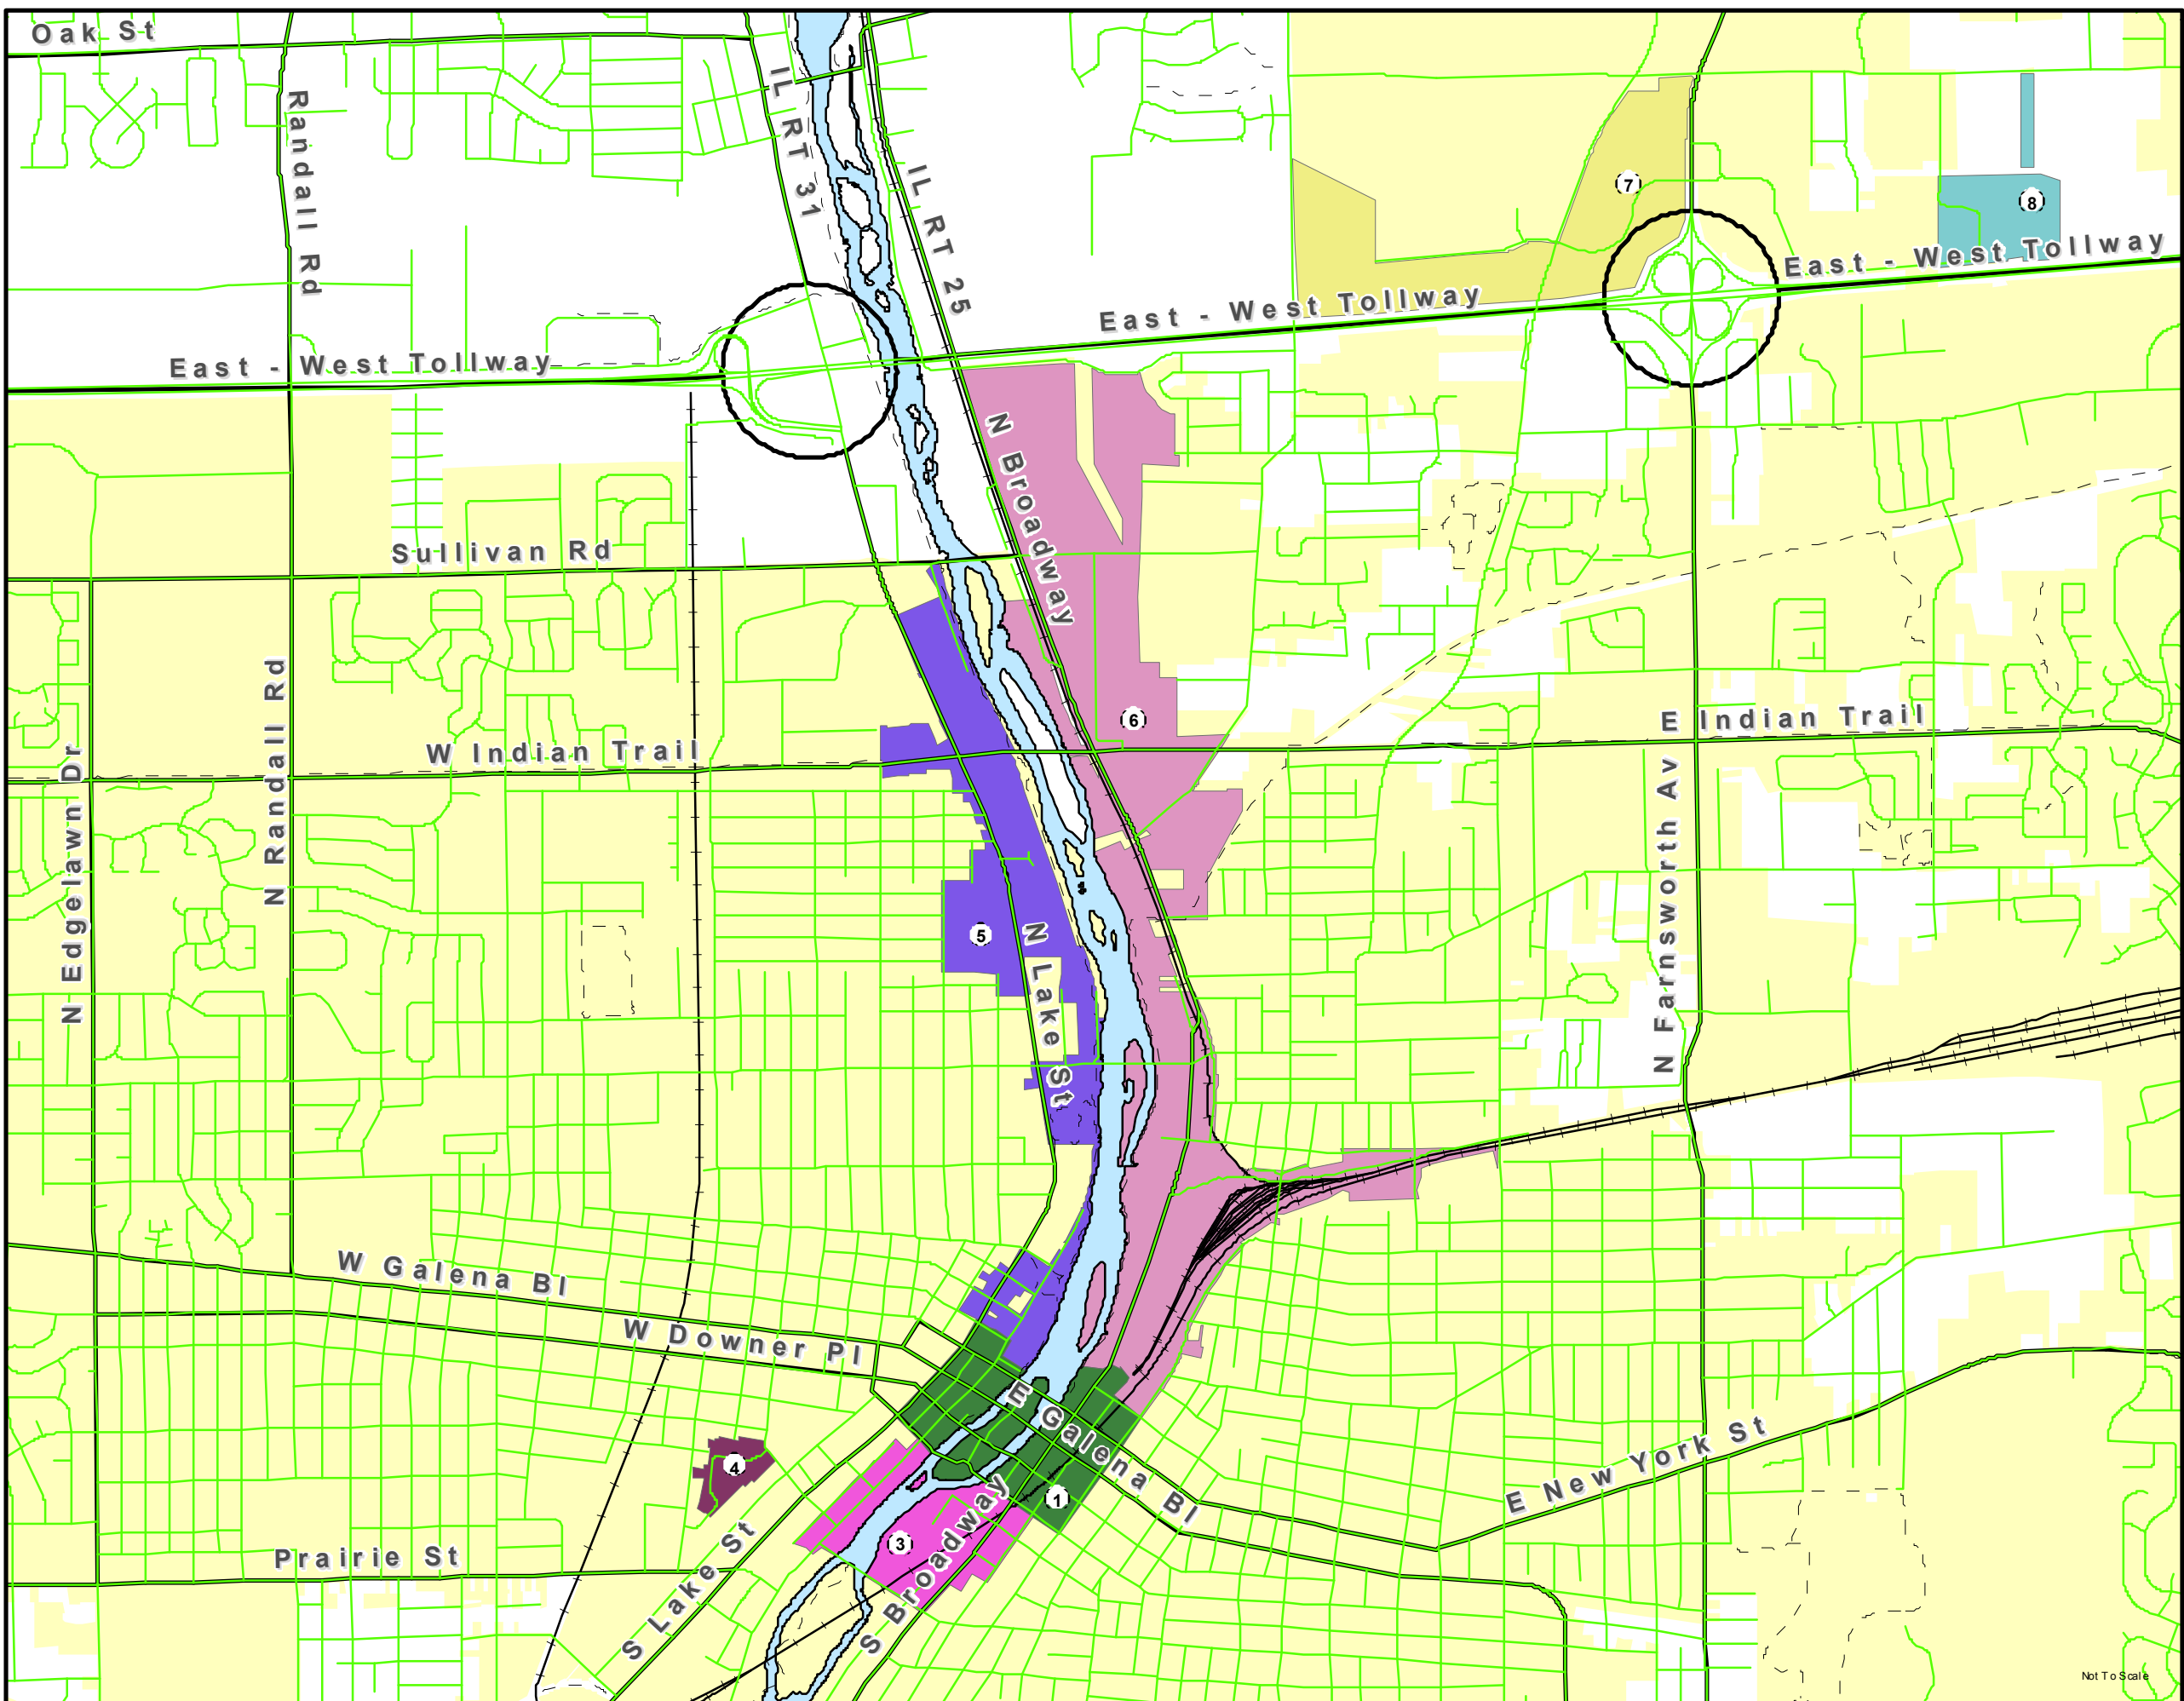 Oak St
Randall Rd
IL RT 31
IL RT 25
7
8
East - West Tollway
East - West Tollway
East - West Tollway
N Broadway
Sullivan Rd
N Randall Rd
6
E Indian Trail
W Indian Trail
N Edgelawn Dr
N Farnsworth Av
5
N Lake St
W Galena Bl
W Downer Pl
E Galena Bl
4
1
E New York St
3
S Broadway
Prairie St
S Lake St
Not To Scale